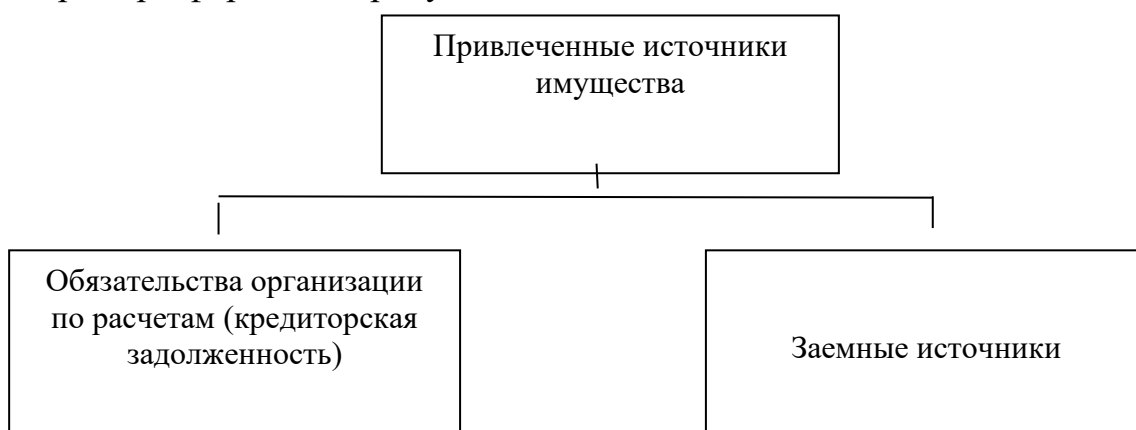 Привлеченные источники
имущества
Обязательства организации
по расчетам (кредиторская
задолженность)
Заемные источники